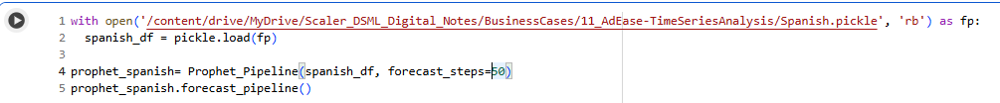 1 with open('/content/drive/MyDrive/Scaler_DSML_Digital_Notes/BusinessCases/11_AdEase-TimeSeriesAnalysis/Spanish.pickle', 'rb') as fp:
2   spanish_df = pickle.load(fp)
3
4 prophet_spanish= Prophet_Pipeline(spanish_df, forecast_steps=50)
5 prophet_spanish.forecast_pipeline()